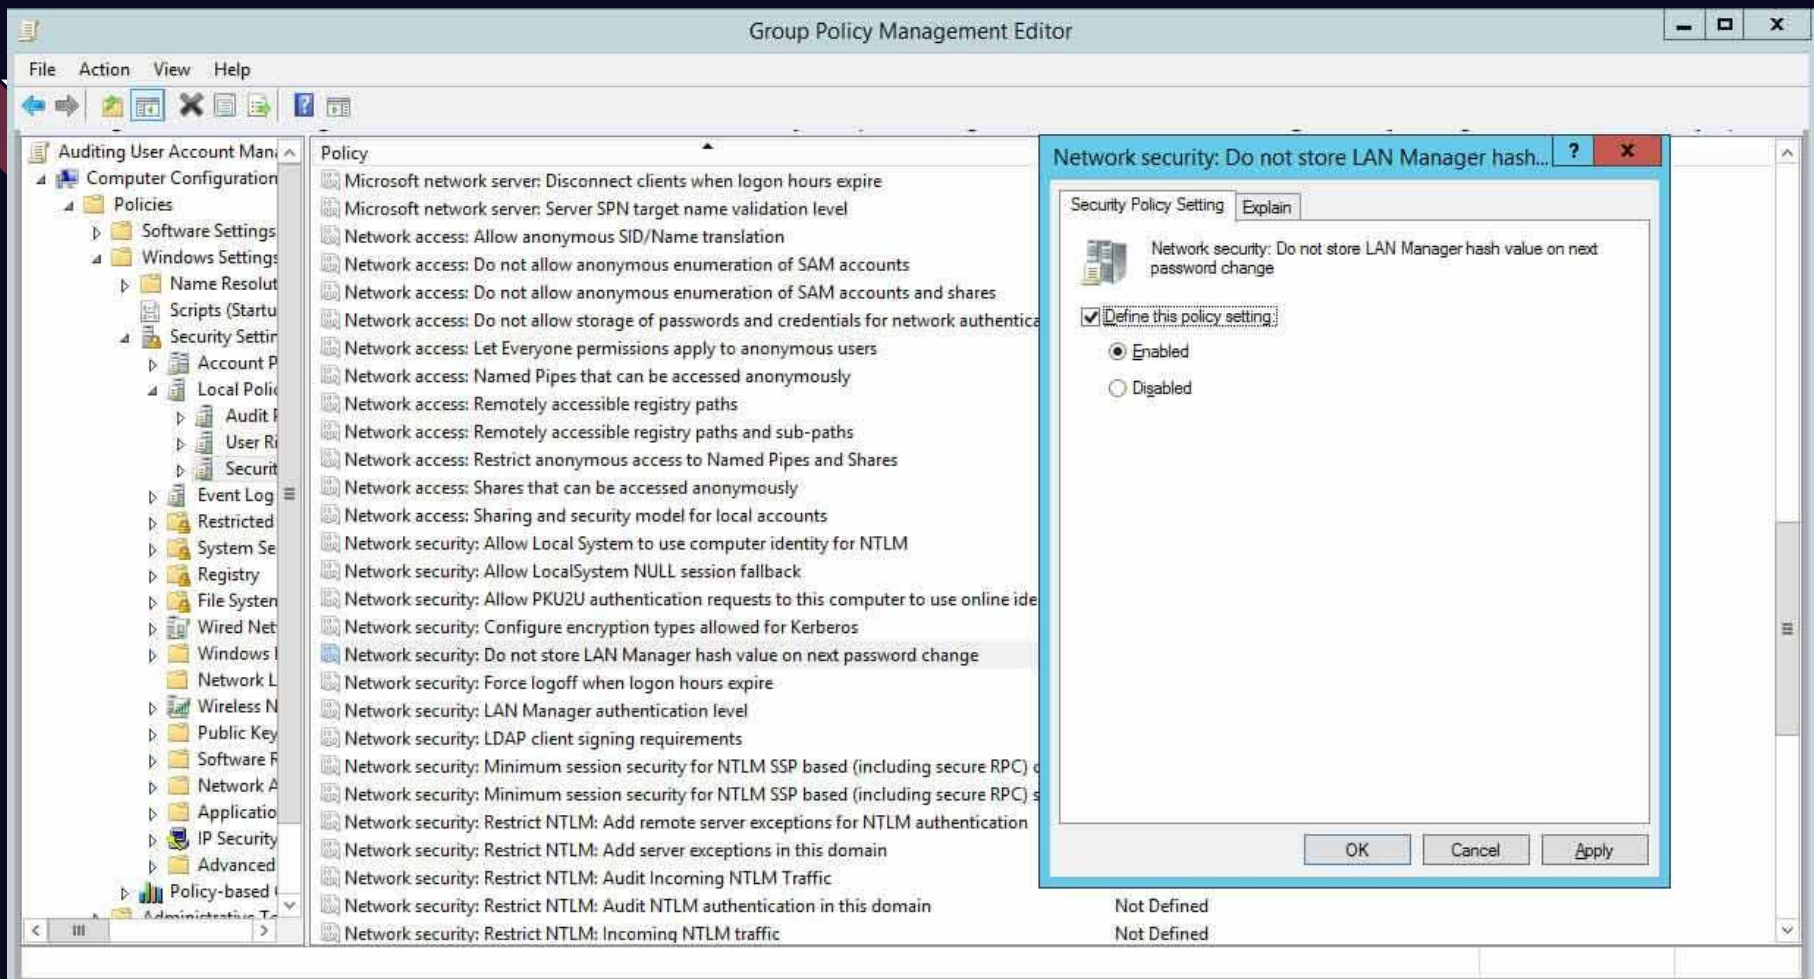 Group Policy Management Editor
File Action View Help
Auditing User Account Mana
Computer Configuration
Policies
Software Settings
Windows Settings
Name Resolut
Scripts (Startu
Security Settin
Account P
Local Polic
Audit P
User Ri
Securit
Event Log
Restricted
System Se
Registry
File System
Wired Net
Windows F
Network L
Wireless N
Public Key
Software R
Network A
Applicatio
IP Security
Advanced
Policy-based
Administrative Te
Policy
Microsoft network server: Disconnect clients when logon hours expire
Microsoft network server: Server SPN target name validation level
Network access: Allow anonymous SID/Name translation
Network access: Do not allow anonymous enumeration of SAM accounts
Network access: Do not allow anonymous enumeration of SAM accounts and shares
Network access: Do not allow storage of passwords and credentials for network authentica
Network access: Let Everyone permissions apply to anonymous users
Network access: Named Pipes that can be accessed anonymously
Network access: Remotely accessible registry paths
Network access: Remotely accessible registry paths and sub-paths
Network access: Restrict anonymous access to Named Pipes and Shares
Network access: Shares that can be accessed anonymously
Network access: Sharing and security model for local accounts
Network security: Allow Local System to use computer identity for NTLM
Network security: Allow LocalSystem NULL session fallback
Network security: Allow PKU2U authentication requests to this computer to use online ide
Network security: Configure encryption types allowed for Kerberos
Network security: Do not store LAN Manager hash value on next password change
Network security: Force logoff when logon hours expire
Network security: LAN Manager authentication level
Network security: LDAP client signing requirements
Network security: Minimum session security for NTLM SSP based (including secure RPC) c
Network security: Minimum session security for NTLM SSP based (including secure RPC) s
Network security: Restrict NTLM: Add remote server exceptions for NTLM authentication
Network security: Restrict NTLM: Add server exceptions in this domain
Network security: Restrict NTLM: Audit Incoming NTLM Traffic
Network security: Restrict NTLM: Audit NTLM authentication in this domain Not Defined
Network security: Restrict NTLM: Incoming NTLM traffic Not Defined
Network security: Do not store LAN Manager hash... ? x
Security Policy Setting Explain
Network security: Do not store LAN Manager hash value on next
password change
Define this policy setting:
Enabled
Disabled
OK Cancel Apply